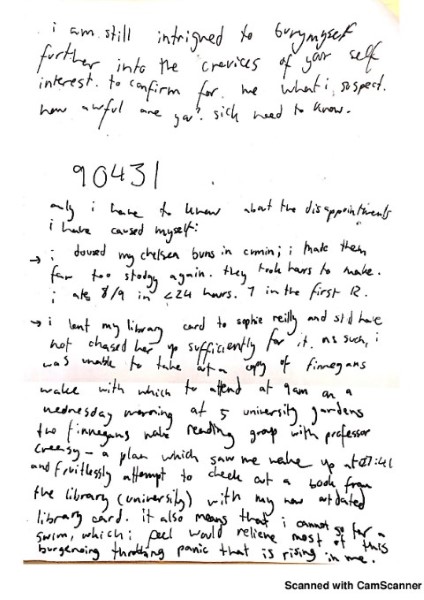 i am still intrigued to bury myself
further into the crevices of your self
interest. to confirm for me what i suspect.
how awful are you? sick need to know.
90431
only i have to know about the disappointments
i have caused myself:
→ i doused my chelsea buns in cumin; i make them
far too stodgy again. they took hours to make.
i ate 8/9 in <24 hours. 7 in the first 12.
→ i lent my library card to sophie reilly and still have
not chased her up sufficiently for it. as such, i
was unable to take out a copy of finnegans
wake with which to attend at 9am on a
wednesday morning at 5 university gardens
the finnegans wake reading group with professor
creasy - a plan which saw me wake up at 07:41
and fruitlessly attempt to check out a book from
the library (university) with my now outdated
library card. it also means that i cannot go for a
swim, which i feel would relieve most of this
burgeoning throbbing panic that is rising in me.
Scanned with CamScanner